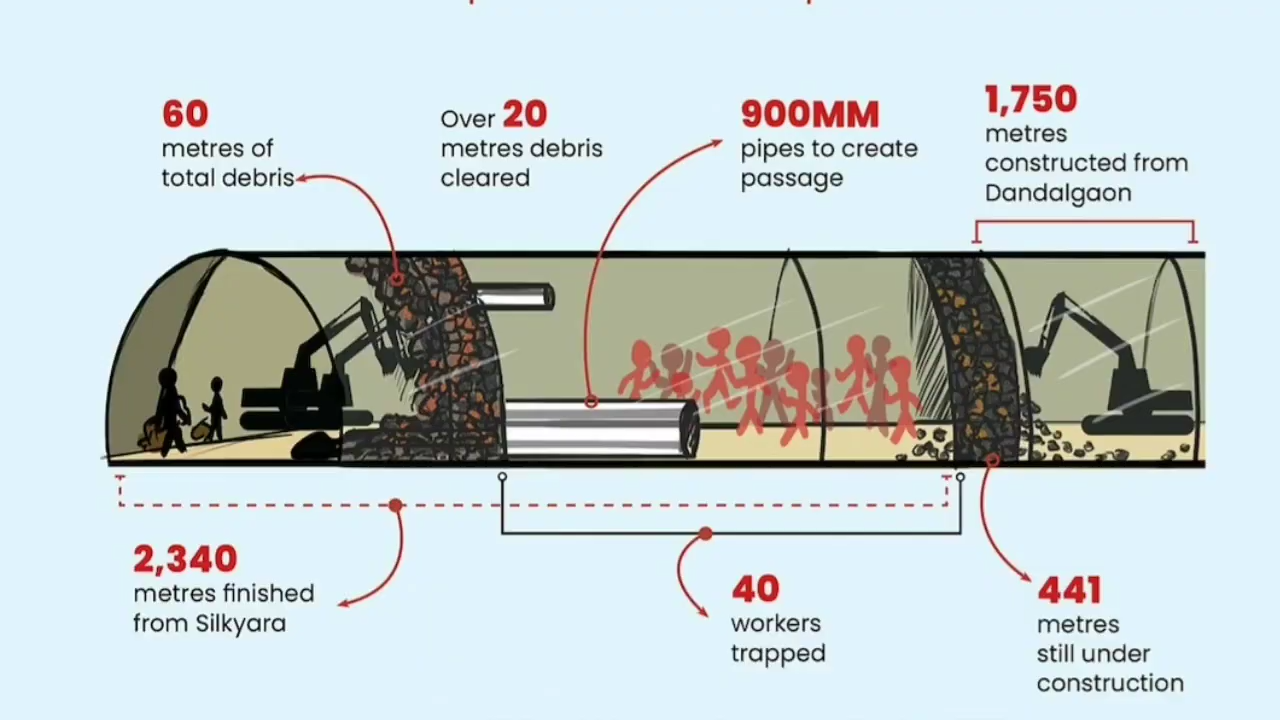 60
metres of
total debris
Over 20
metres debris
cleared
900MM
pipes to create
passage
1,750
metres
constructed from
Dandalgaon
2,340
metres finished
from Silkyara
40
workers
trapped
441
metres
still under
construction